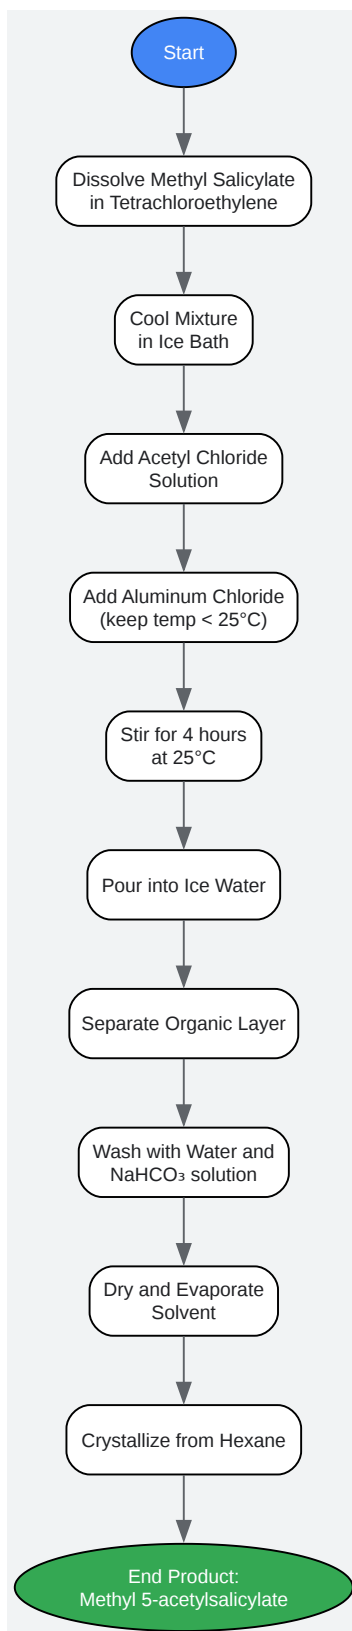 Start
Dissolve Methyl Salicylate
in Tetrachloroethylene
Cool Mixture
in Ice Bath
Add Acetyl Chloride
Solution
Add Aluminum Chloride
(keep temp < 25°C)
Stir for 4 hours
at 25°C
Pour into Ice Water
Separate Organic Layer
Wash with Water and
NaHCO₃ solution
Dry and Evaporate
Solvent
Crystallize from Hexane
End Product:
Methyl 5-acetylsalicylate